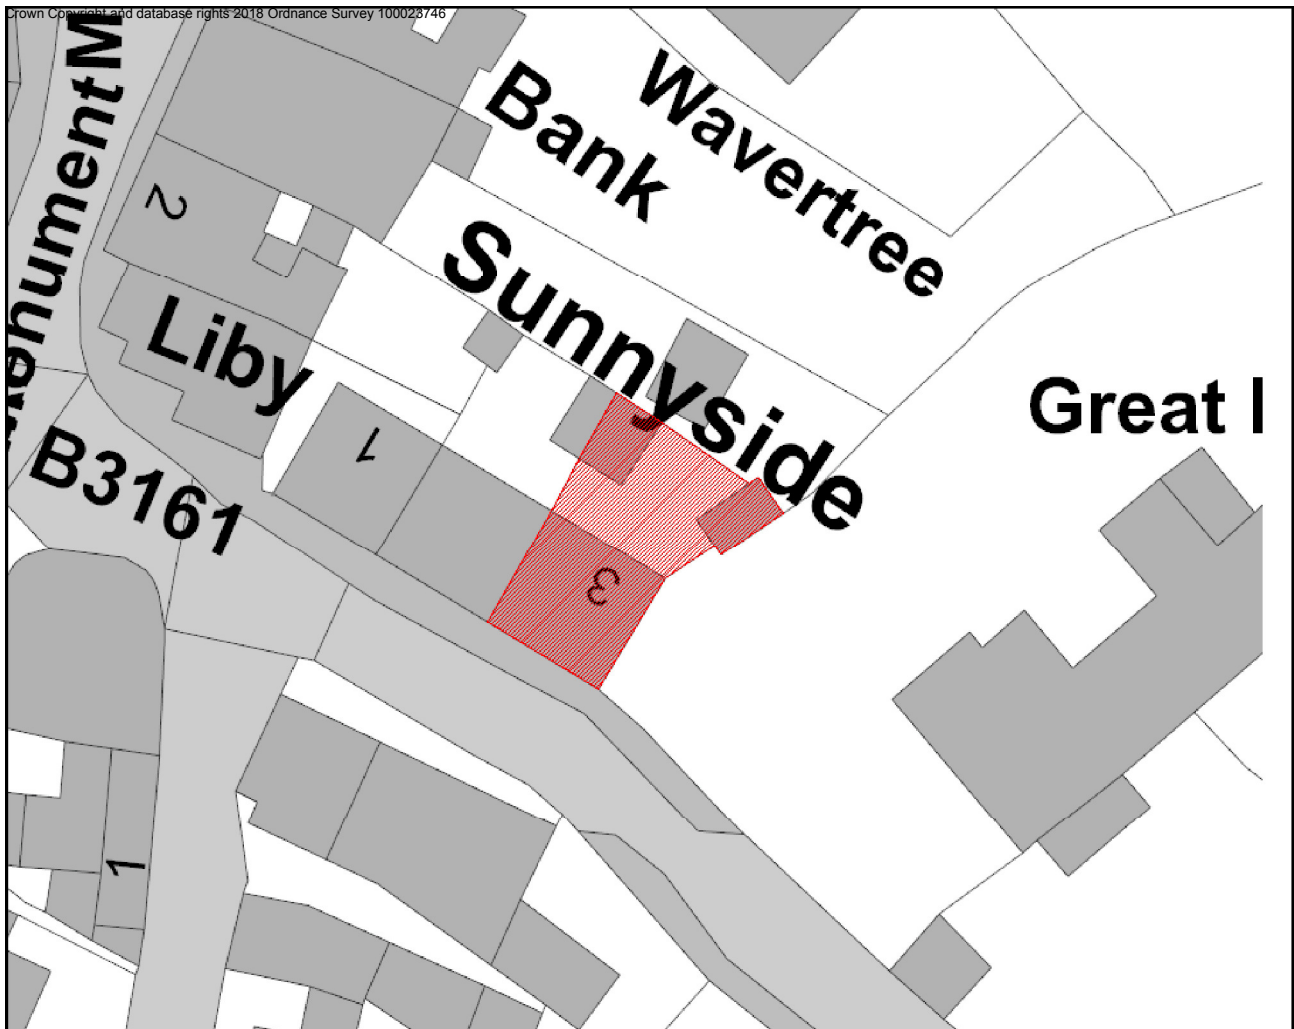 Crown Copyright and database rights 2018 Ordnance Survey 100023746
Bank
Wavertree
2
Sunnyside
Liby
Great I
1
B3161
3
1